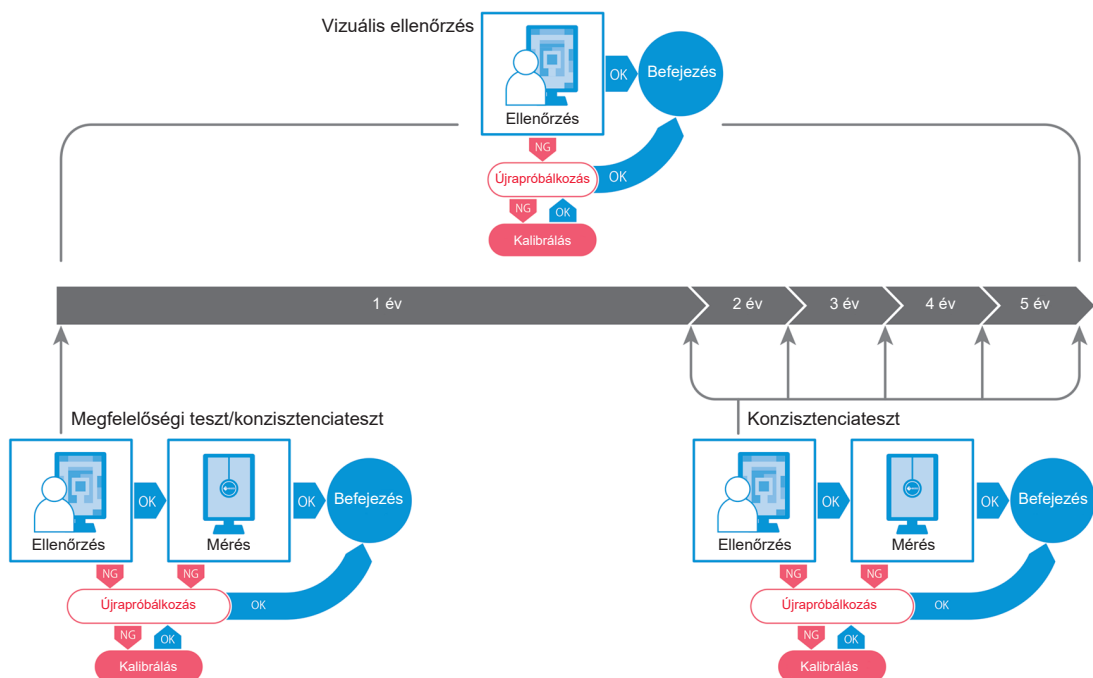 Vizuális ellenőrzés
OK
Befejezés
Ellenőrzés
NG
Újrapróbálkozás
OK
NG
OK
Kalibrálás
1 év
2 év
3 év
4 év
5 év
Megfelelőségi teszt/konzisztenciateszt
OK
OK
Befejezés
Ellenőrzés
Mérés
NG
NG
Újrapróbálkozás
OK
NG
OK
Kalibrálás
Konzisztenciateszt
OK
OK
Befejezés
Ellenőrzés
Mérés
NG
NG
Újrapróbálkozás
OK
NG
OK
Kalibrálás